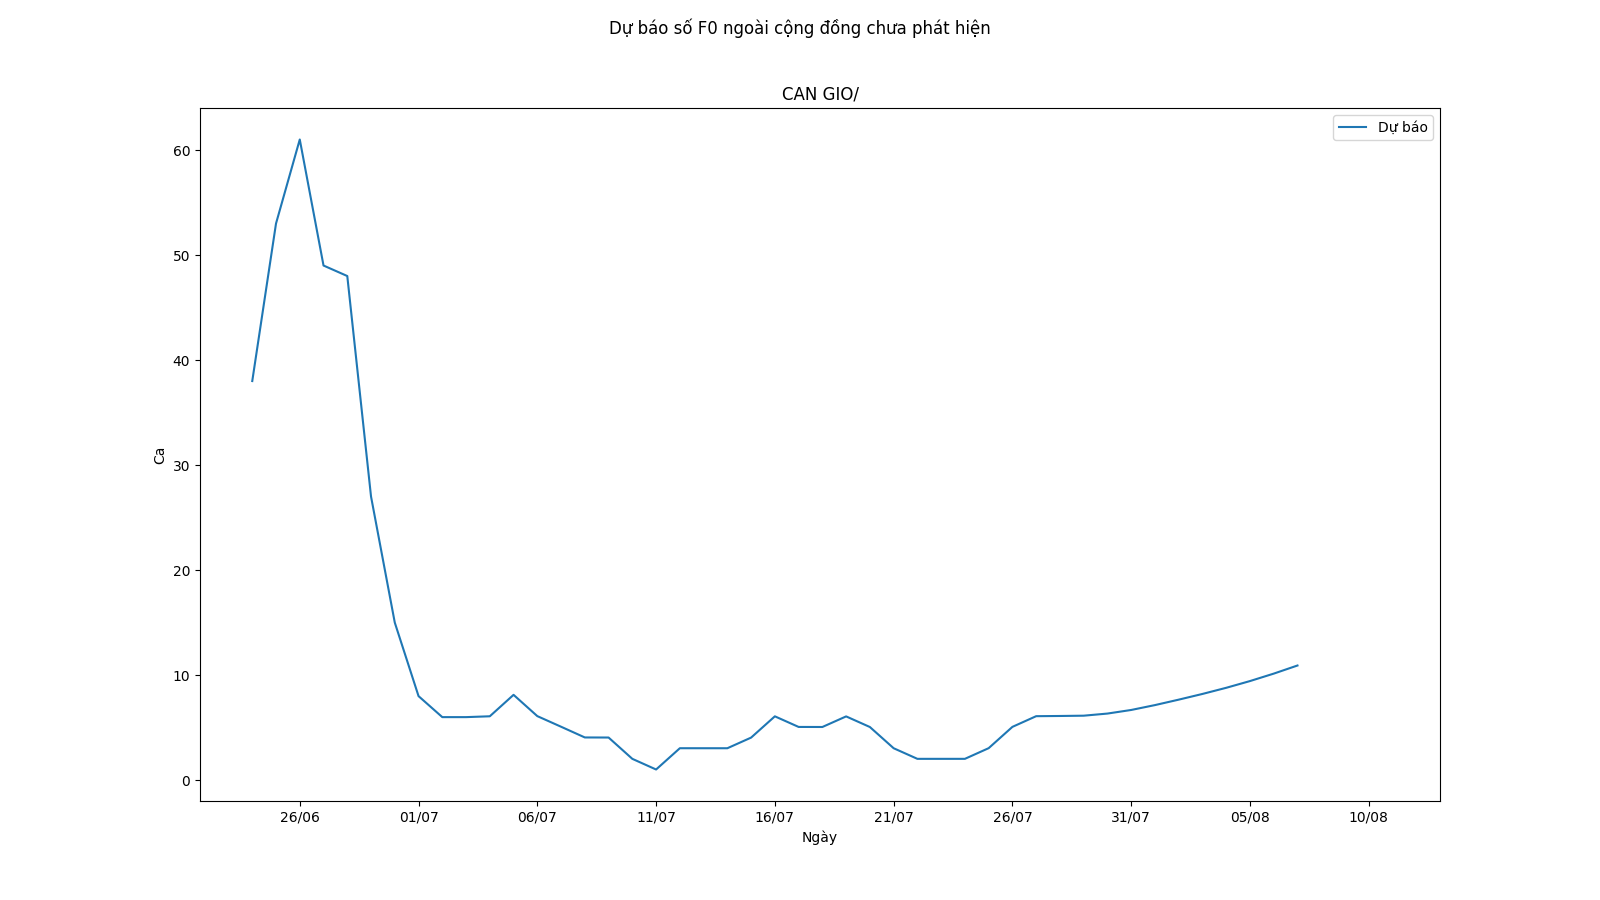 Dự báo số F0 ngoài cộng đồng chưa phát hiện
CAN GIO/
Dự báo
60
50
40
30
20
10
0
Ca
26/06 01/07 06/07 11/07 16/07 21/07 26/07 31/07 05/08 10/08
Ngày